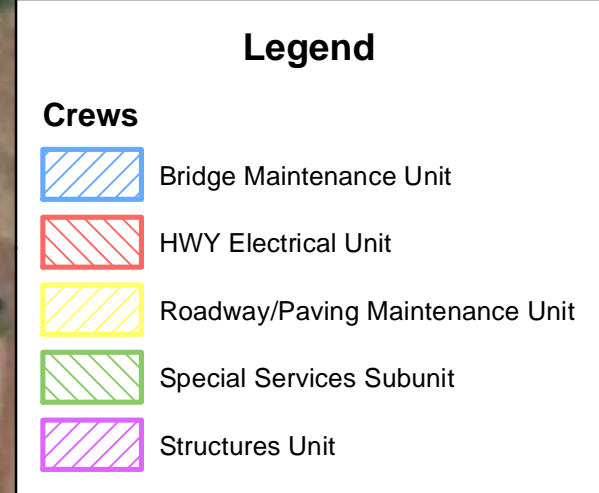 Legend
Crews
Bridge Maintenance Unit
HWY Electrical Unit
Roadway/Paving Maintenance Unit
Special Services Subunit
Structures Unit